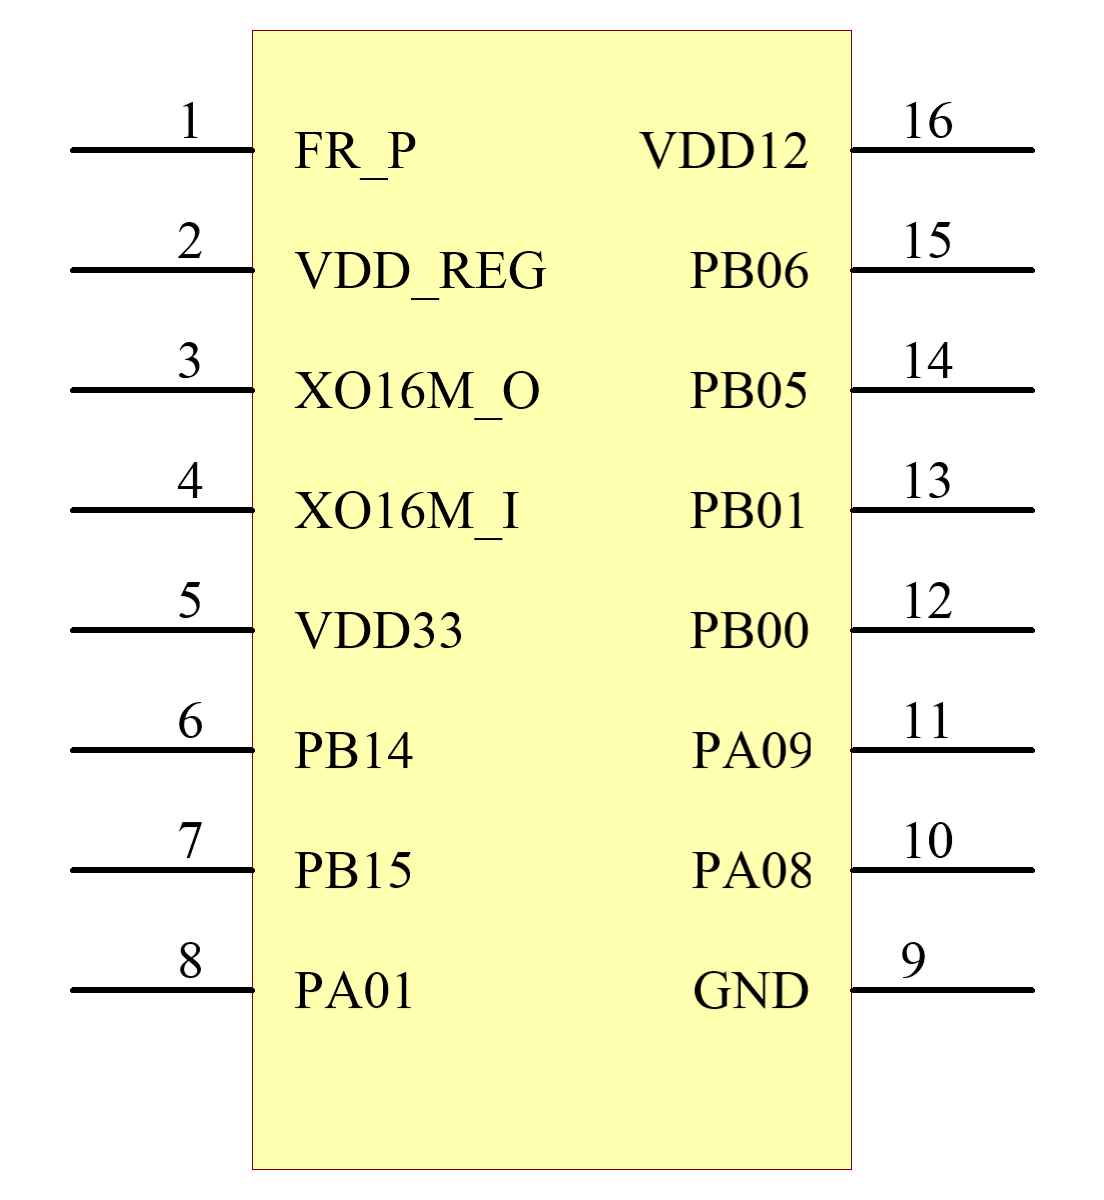 1 FR_P VDD12 16
2 VDD_REG PB06 15
3 XO16M_O PB05 14
4 XO16M_I PB01 13
5 VDD33 PB00 12
6 PB14 PA09 11
7 PB15 PA08 10
8 PA01 GND 9